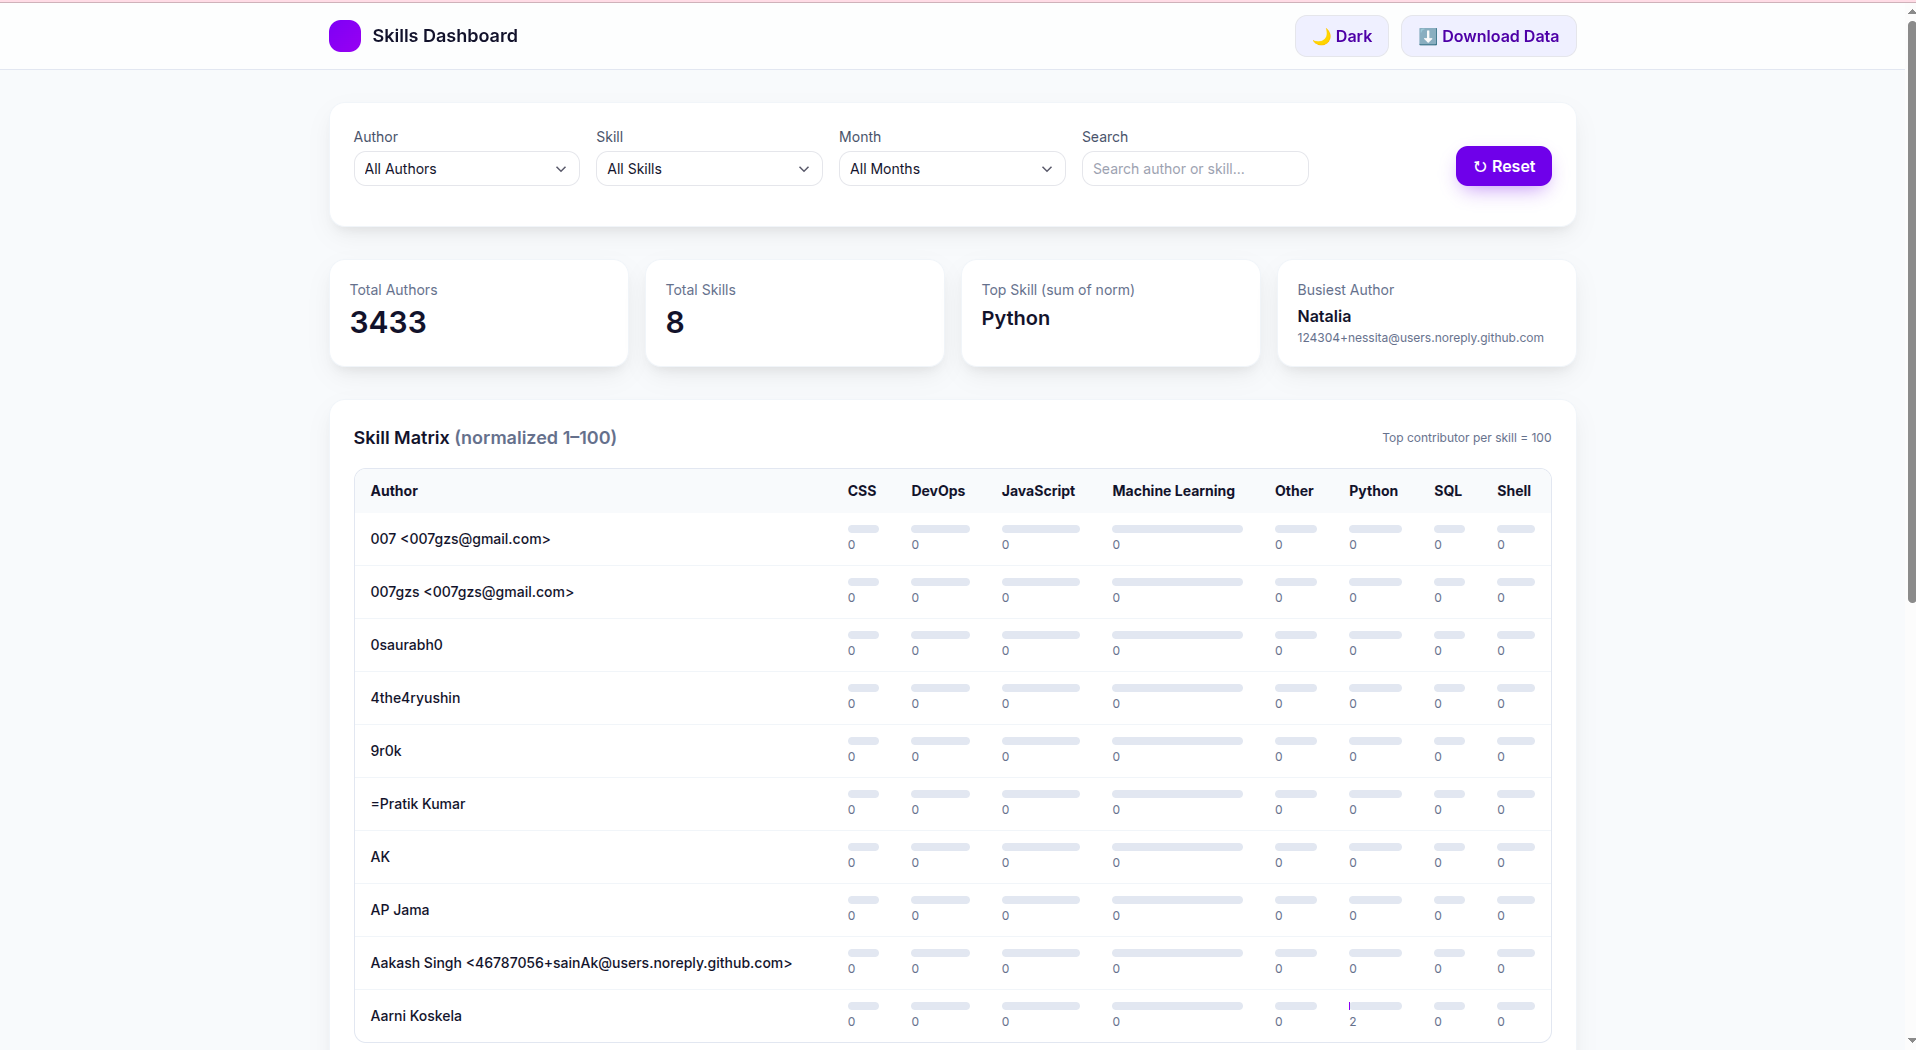 Skills Dashboard
🌙 Dark
⬇️ Download Data
Author
Skill
Month
Search
All Authors
All Skills
All Months
Search author or skill...
↻ Reset
Total Authors
3433
Total Skills
8
Top Skill (sum of norm)
Python
Busiest Author
Natalia
124304+nessita@users.noreply.github.com
Skill Matrix (normalized 1–100)
Top contributor per skill = 100
Author CSS DevOps JavaScript Machine Learning Other Python SQL Shell
007 <007gzs@gmail.com> 0 0 0 0 0 0 0 0
007gzs <007gzs@gmail.com> 0 0 0 0 0 0 0 0
0saurabh0 0 0 0 0 0 0 0 0
4the4ryushin 0 0 0 0 0 0 0 0
9r0k 0 0 0 0 0 0 0 0
=Pratik Kumar 0 0 0 0 0 0 0 0
AK 0 0 0 0 0 0 0 0
AP Jama 0 0 0 0 0 0 0 0
Aakash Singh <46787056+sainAk@users.noreply.github.com> 0 0 0 0 0 0 0 0
Aarni Koskela 0 0 0 0 0 2 0 0